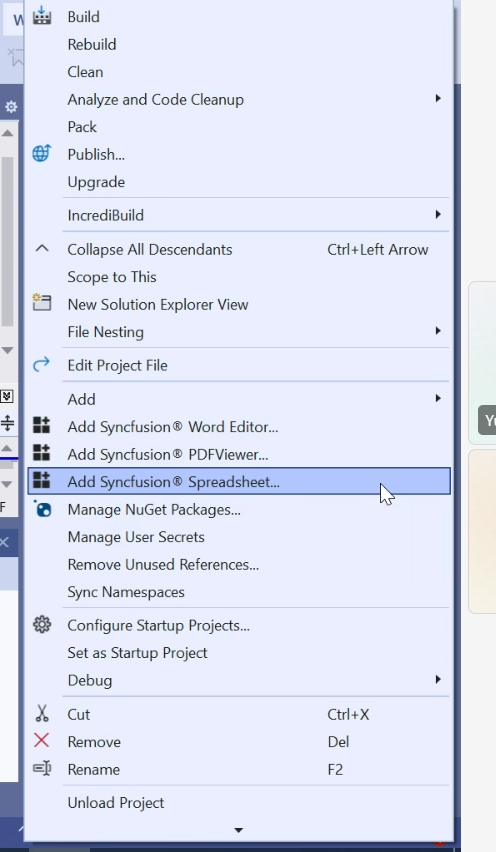 W
Build
Rebuild
Clean
Analyze and Code Cleanup
Pack
Publish...
Upgrade
IncrediBuild
Collapse All Descendants Ctrl+Left Arrow
Scope to This
New Solution Explorer View
File Nesting
Edit Project File
Add
Add Syncfusion® Word Editor...
Add Syncfusion® PDFViewer...
Add Syncfusion® Spreadsheet...
Manage NuGet Packages...
Manage User Secrets
Remove Unused References...
Sync Namespaces
Configure Startup Projects...
Set as Startup Project
Debug
Cut Ctrl+X
Remove Del
Rename F2
Unload Project